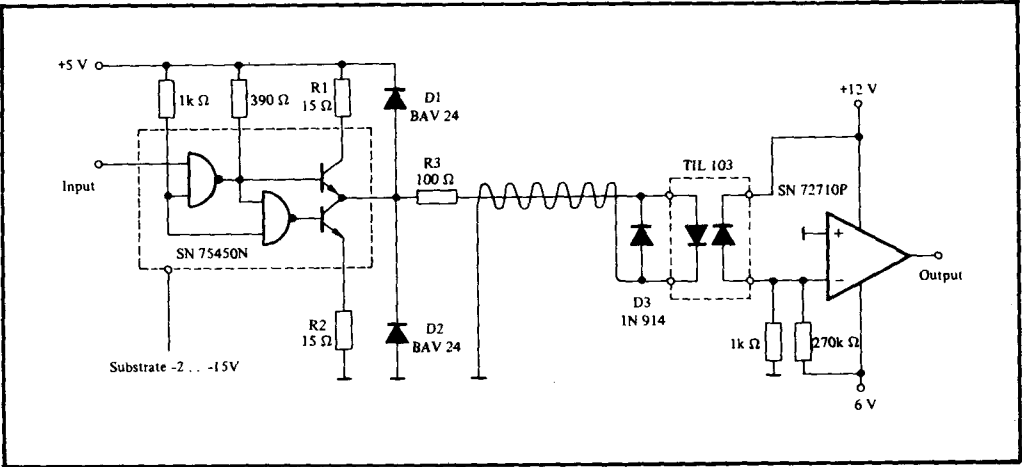 +5 V
1k Ω
390 Ω
R1
15 Ω
D1
BAV 24
+12 V
Input
R3
100 Ω
TIL 103
SN 72710P
SN 75450N
+
-
Output
D3
1N 914
R2
15 Ω
D2
BAV 24
1k Ω
270k Ω
Substrate -2 . . -15V
6 V